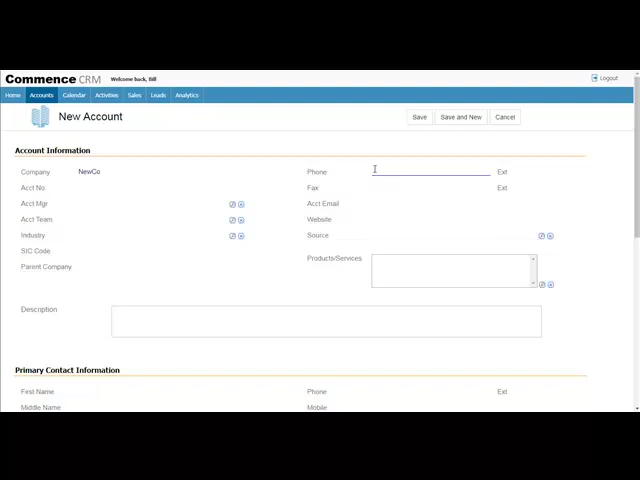 Commence CRM Welcome back, Bill Logout
Home Accounts Calendar Activities Sales Leads Analytics
New Account Save Save and New Cancel
Account Information
Company NewCo Phone Ext
Acct No Fax Ext
Acct Mgr Acct Email
Acct Team Website
Industry Source
SIC Code
Products/Services
Parent Company
Description
Primary Contact Information
First Name Phone Ext
Middle Name Mobile